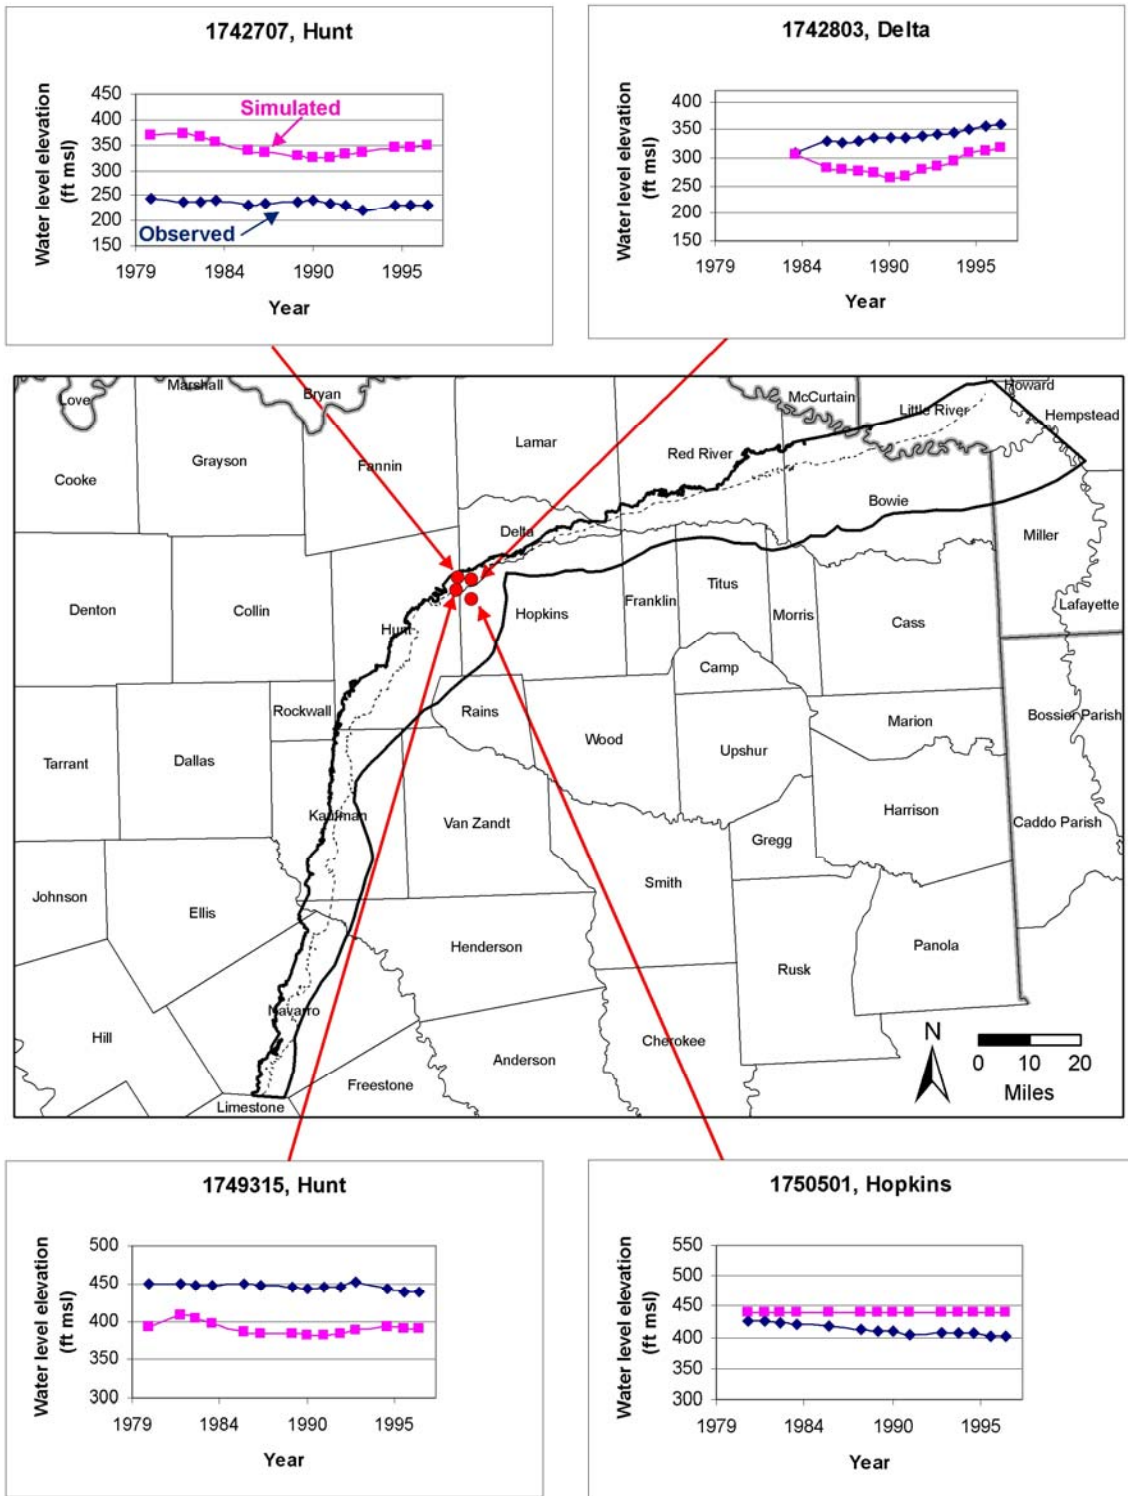 1742707, Hunt
Water level elevation
(ft msl)
450
400
350
300
250
200
150
Simulated
Observed
1979
1984
1990
1995
Year
1742803, Delta
Water level elevation
(ft msl)
400
350
300
250
200
150
1979
1984
1990
1995
Year
Love
Marshall
Bryan
McCurtain
Little River
Howard
Hempstead
Cooke
Grayson
Fannin
Lamar
Red River
Bowie
Delta
Miller
Denton
Collin
Hunt
Hopkins
Franklin
Titus
Morris
Cass
Lafayette
Camp
Rockwall
Rains
Wood
Marion
Bossier Parish
Tarrant
Dallas
Upshur
Kaufman
Van Zandt
Harrison
Caddo Parish
Gregg
Johnson
Ellis
Smith
Henderson
Panola
Rusk
Navarro
Hill
Cherokee
Anderson
Freestone
Limestone
N
0 10 20
Miles
1749315, Hunt
Water level elevation
(ft msl)
500
450
400
350
300
1979
1984
1990
1995
Year
1750501, Hopkins
Water level elevation
(ft msl)
550
500
450
400
350
300
1979
1984
1990
1995
Year